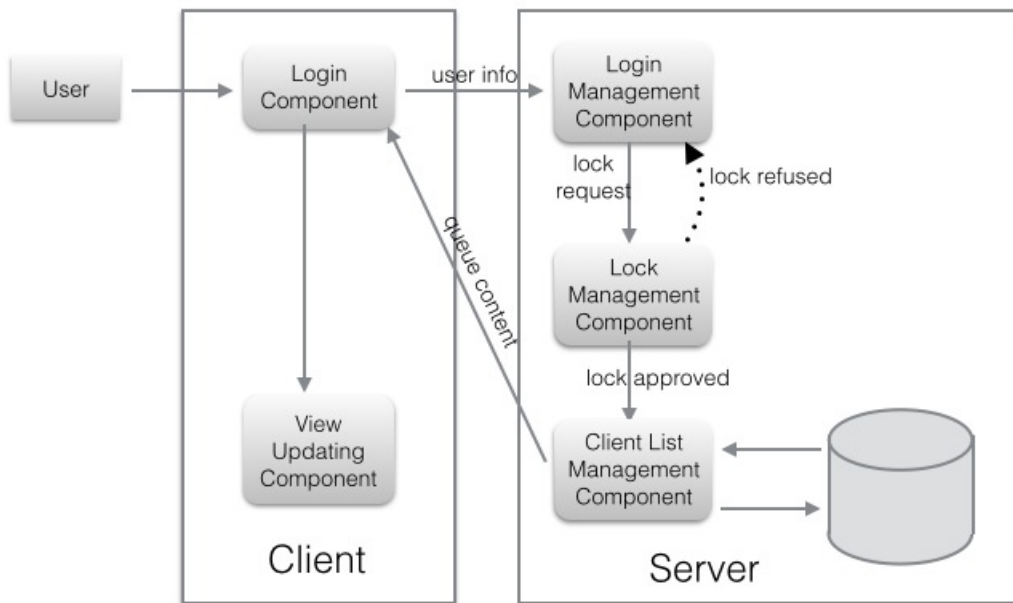 User
Login
Component
user info
Login
Management
Component
lock
request
lock refused
queue content
Lock
Management
Component
lock approved
View
Updating
Component
Client List
Management
Component
Client
Server